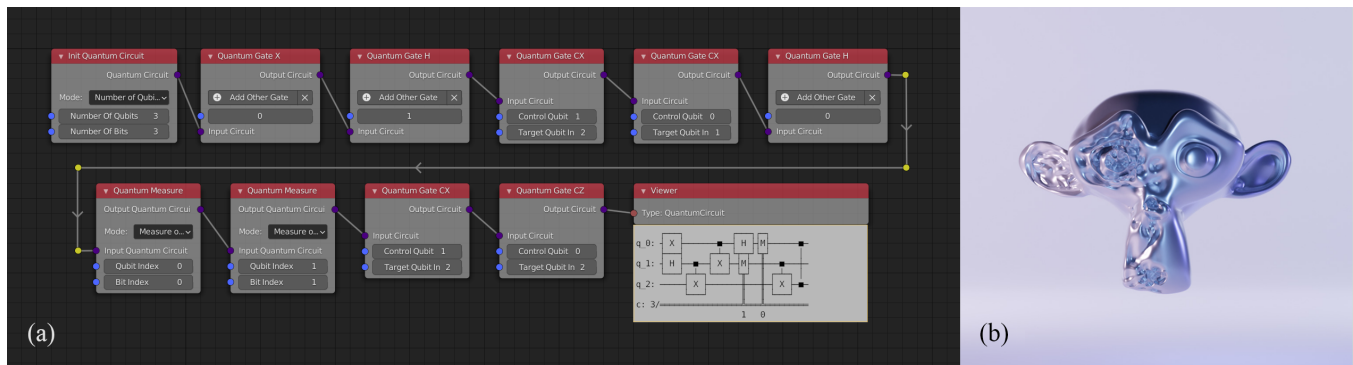 Init Quantum Circuit
Quantum Circuit
Mode: Number of Qubi...
Number Of Qubits 3
Number Of Bits 3
Quantum Gate X
Output Circuit
Add Other Gate
0
Input Circuit
Quantum Gate H
Output Circuit
Add Other Gate
1
Input Circuit
Quantum Gate CX
Output Circuit
Input Circuit
Control Qubit 1
Target Qubit In 2
Quantum Gate CX
Output Circuit
Input Circuit
Control Qubit 0
Target Qubit In 1
Quantum Gate H
Output Circuit
Add Other Gate
0
Input Circuit
Quantum Measure
Output Quantum Circui
Mode: Measure o...
Input Quantum Circuit
Qubit Index 0
Bit Index 0
Quantum Measure
Output Quantum Circui
Mode: Measure o...
Input Quantum Circuit
Qubit Index 1
Bit Index 1
Quantum Gate CX
Output Circuit
Input Circuit
Control Qubit 1
Target Qubit In 2
Quantum Gate CZ
Output Circuit
Input Circuit
Control Qubit 0
Target Qubit In 2
Viewer
Type: QuantumCircuit
q_0: X H M
q_1: H X M
q_2: X X
c: 3/
1 0
(a)
(b)